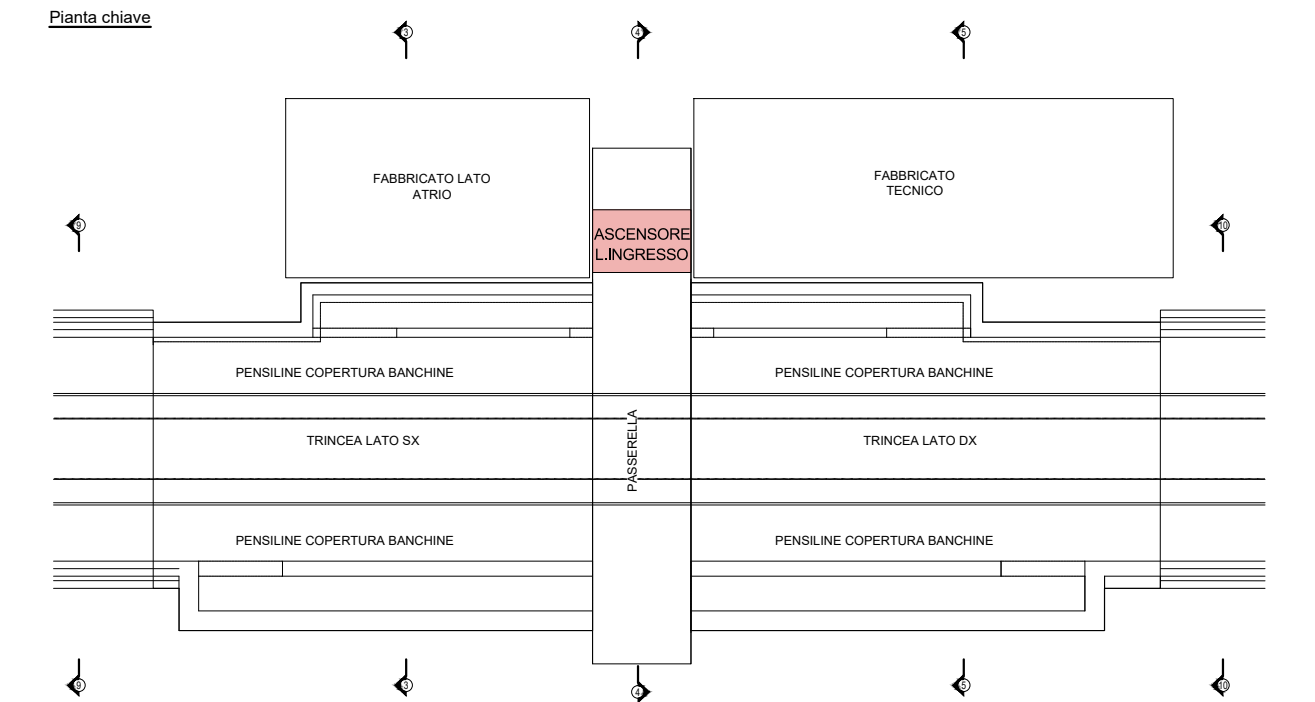 Pianta chiave
3
4
5
FABBRICATO LATO
ATRIO
FABBRICATO
TECNICO
9
10
ASCENSORE
L.INGRESSO
PENSILINE COPERTURA BANCHINE
PENSILINE COPERTURA BANCHINE
TRINCEA LATO SX
PASSERELLA
TRINCEA LATO DX
PENSILINE COPERTURA BANCHINE
PENSILINE COPERTURA BANCHINE
9
3
4
5
10